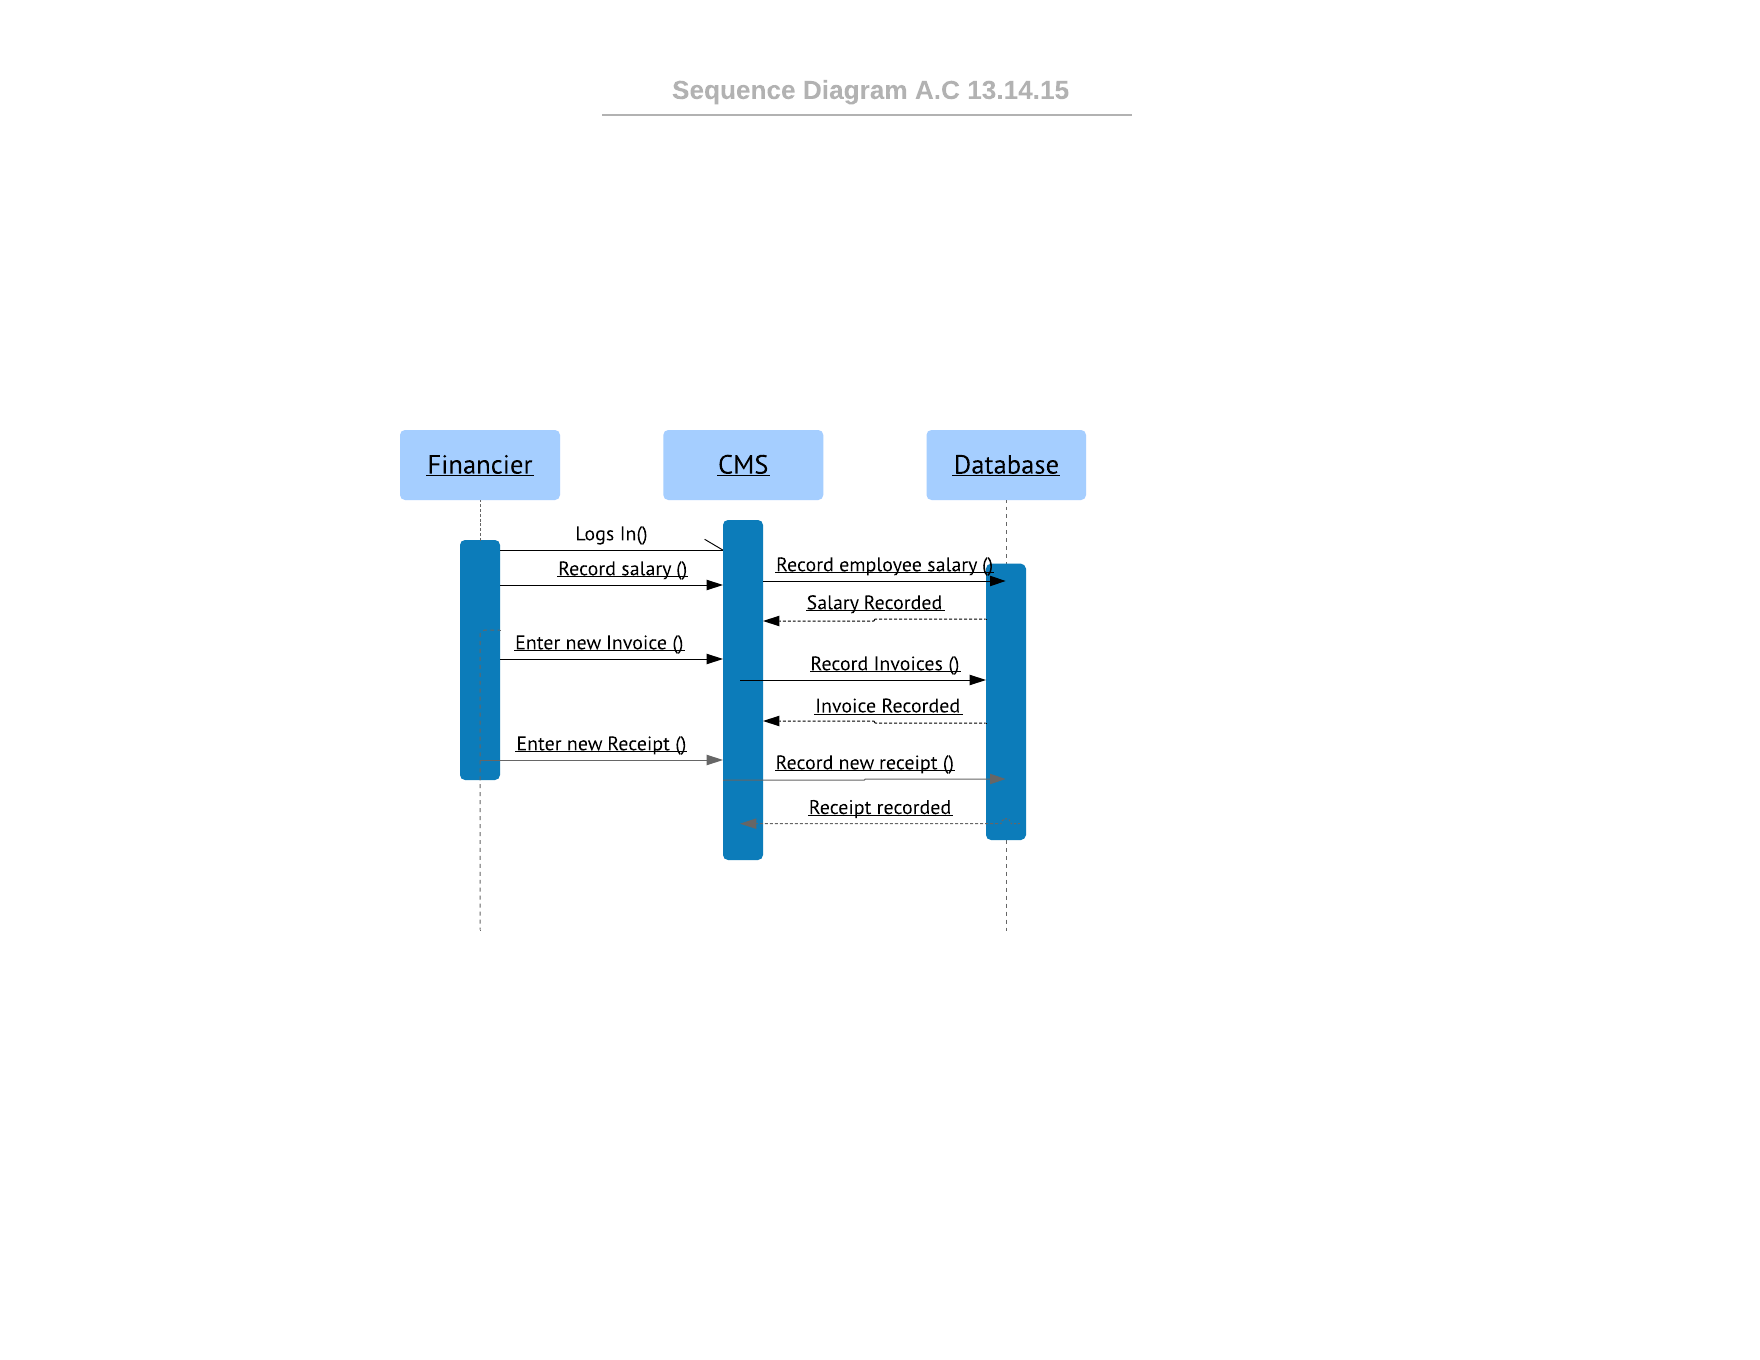 Sequence Diagram A.C 13.14.15
Financier
CMS
Database
Logs In()
Record salary ()
Record employee salary ()
Salary Recorded
Enter new Invoice ()
Record Invoices ()
Invoice Recorded
Enter new Receipt ()
Record new receipt ()
Receipt recorded